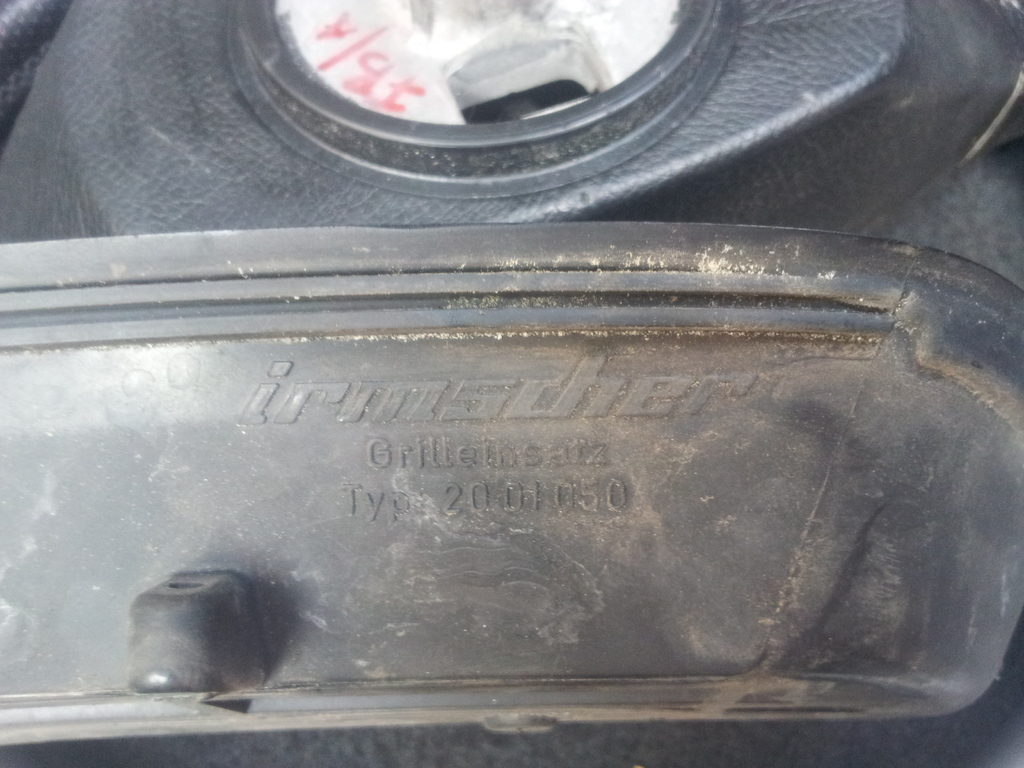 irmscher
Grilleinsatz
Typ: 2001050